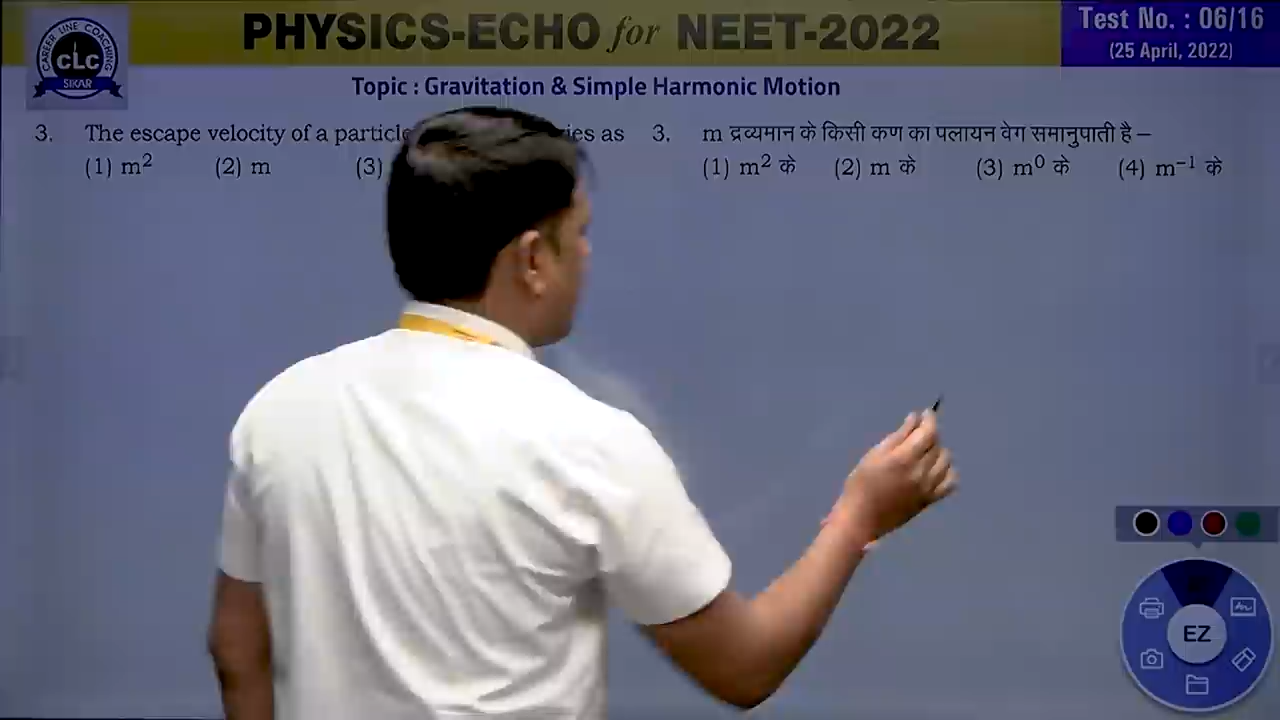 PHYSICS-ECHO for NEET-2022
Test No. : 06/16
(25 April, 2022)
CAREER LINE COACHING
CLC
SIKAR
Topic : Gravitation & Simple Harmonic Motion
3. The escape velocity of a particle as
(1) m² (2) m (3)
3. m द्रव्यमान के किसी कण का पलायन वेग समानुपाती है –
(1) m² के (2) m के (3) m⁰ के (4) m⁻¹ के
EZ